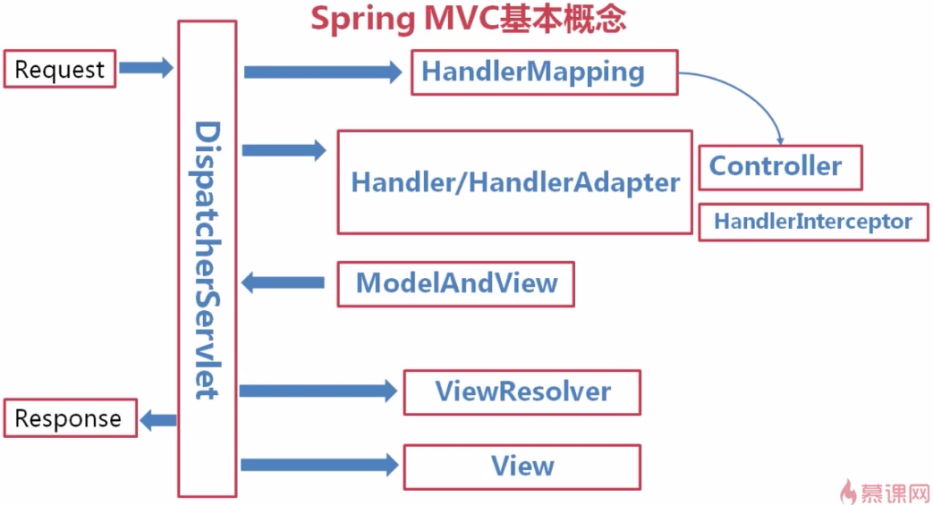 Spring MVC基本概念
Request
HandlerMapping
DispatcherServlet
Handler/HandlerAdapter
Controller
HandlerInterceptor
ModelAndView
ViewResolver
Response
View
慕课网